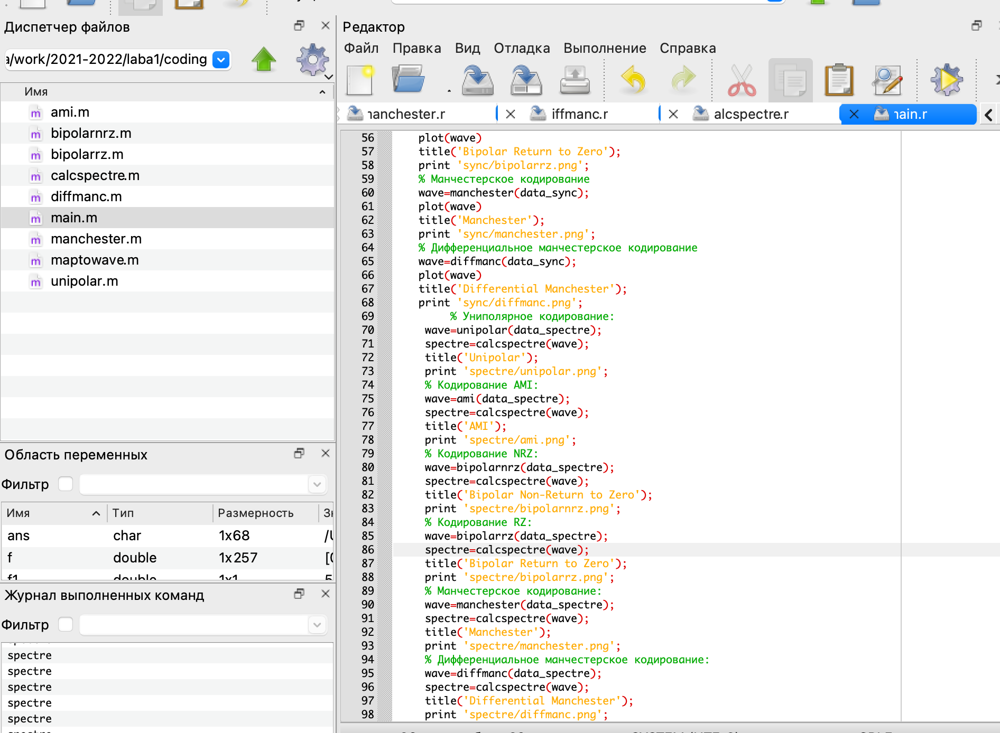 Диспетчер файлов
a/work/2021-2022/laba1/coding
Имя
ami.m
bipolarnrz.m
bipolarrz.m
calcspectre.m
diffmanc.m
main.m
manchester.m
maptowave.m
unipolar.m
Область переменных
Фильтр
Имя Тип Размерность
ans char 1x68
f double 1x257
f1 double 1x1
Журнал выполненных команд
Фильтр
spectre
spectre
spectre
spectre
spectre
Редактор
Файл Правка Вид Отладка Выполнение Справка
anchester.r iffmanc.r alcspectre.r ain.r
56 plot(wave)
57 title('Bipolar Return to Zero');
58 print 'sync/bipolarrz.png';
59 % Манчестерское кодирование
60 wave=manchester(data_sync);
61 plot(wave)
62 title('Manchester');
63 print 'sync/manchester.png';
64 % Дифференциальное манчестерское кодирование
65 wave=diffmanc(data_sync);
66 plot(wave)
67 title('Differential Manchester');
68 print 'sync/diffmanc.png';
69 % Униполярное кодирование:
70 wave=unipolar(data_spectre);
71 spectre=calcspectre(wave);
72 title('Unipolar');
73 print 'spectre/unipolar.png';
74 % Кодирование AMI:
75 wave=ami(data_spectre);
76 spectre=calcspectre(wave);
77 title('AMI');
78 print 'spectre/ami.png';
79 % Кодирование NRZ:
80 wave=bipolarnrz(data_spectre);
81 spectre=calcspectre(wave);
82 title('Bipolar Non-Return to Zero');
83 print 'spectre/bipolarnrz.png';
84 % Кодирование RZ:
85 wave=bipolarrz(data_spectre);
86 spectre=calcspectre(wave);
87 title('Bipolar Return to Zero');
88 print 'spectre/bipolarrz.png';
89 % Манчестерское кодирование:
90 wave=manchester(data_spectre);
91 spectre=calcspectre(wave);
92 title('Manchester');
93 print 'spectre/manchester.png';
94 % Дифференциальное манчестерское кодирование:
95 wave=diffmanc(data_spectre);
96 spectre=calcspectre(wave);
97 title('Differential Manchester');
98 print 'spectre/diffmanc.png';